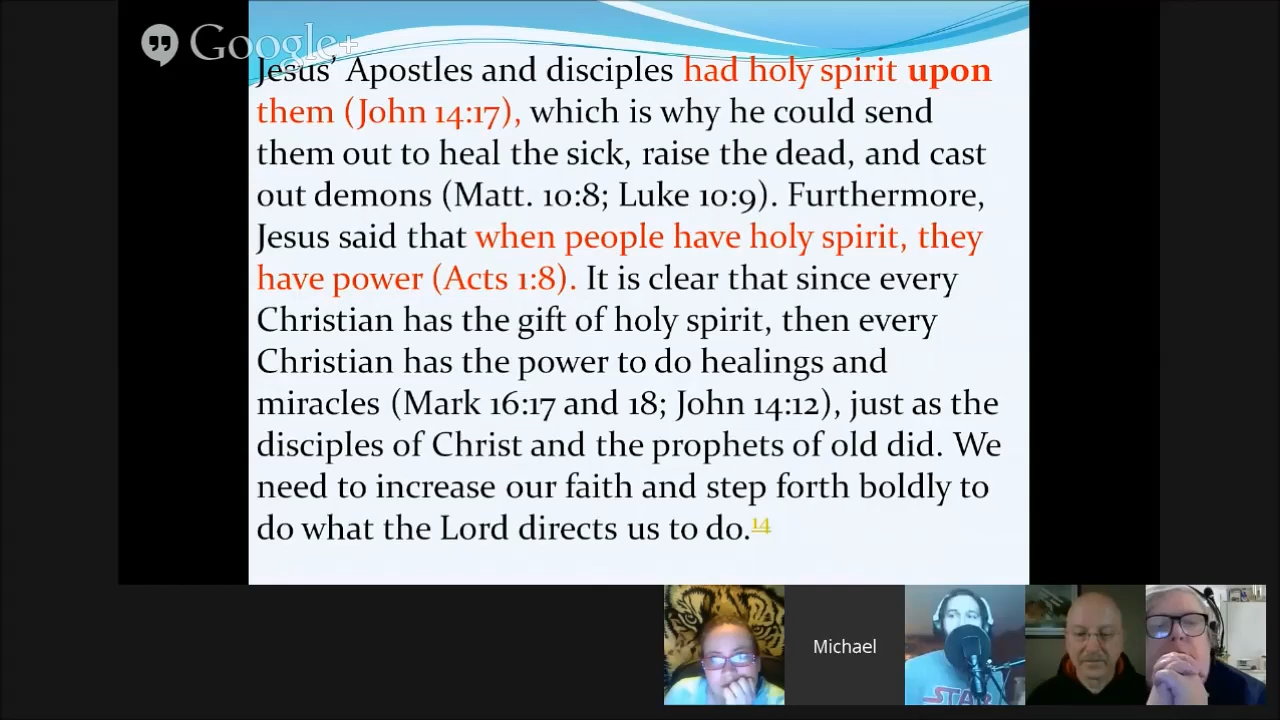 Google+
Jesus' Apostles and disciples had holy spirit upon
them (John 14:17), which is why he could send
them out to heal the sick, raise the dead, and cast
out demons (Matt. 10:8; Luke 10:9). Furthermore,
Jesus said that when people have holy spirit, they
have power (Acts 1:8). It is clear that since every
Christian has the gift of holy spirit, then every
Christian has the power to do healings and
miracles (Mark 16:17 and 18; John 14:12), just as the
disciples of Christ and the prophets of old did. We
need to increase our faith and step forth boldly to
do what the Lord directs us to do.14
Michael
STAR